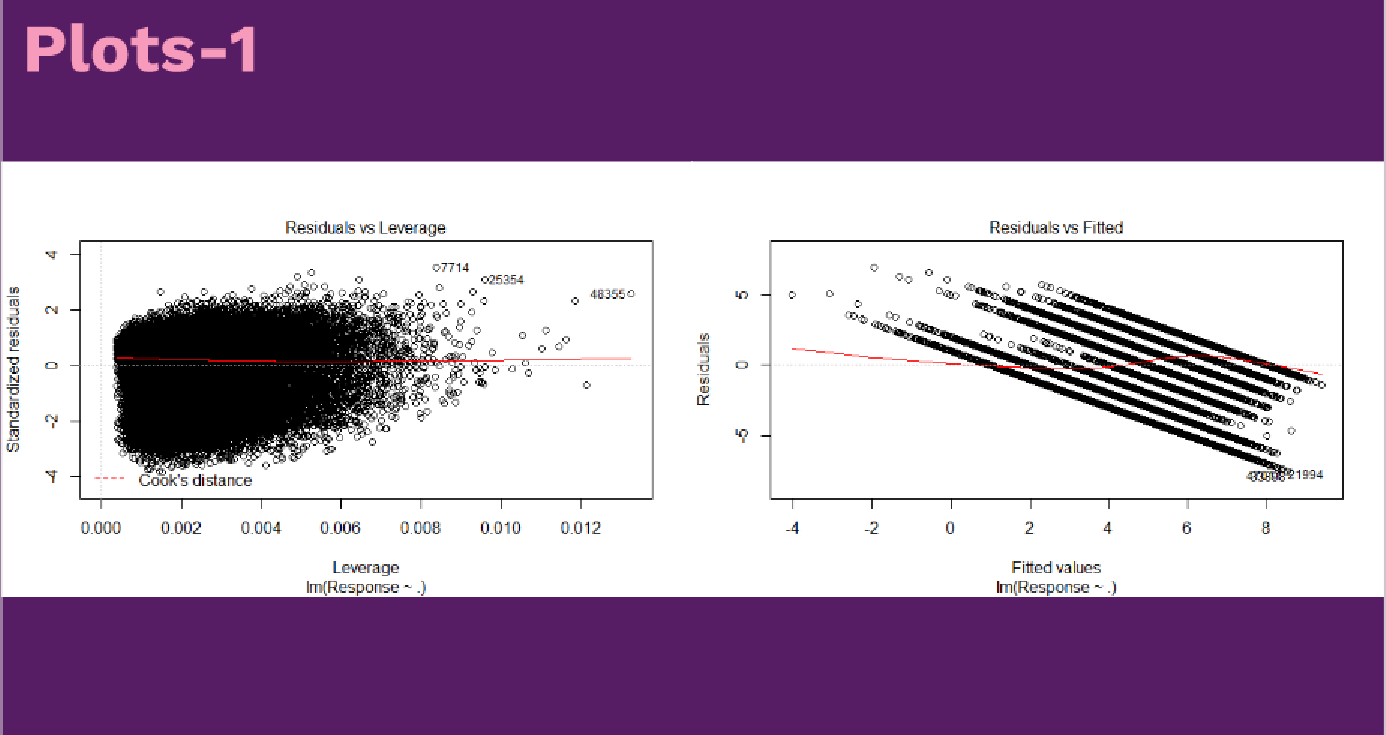 Plots-1
Residuals vs Leverage
Standardized residuals
4
2
0
-2
-4
7714
25354
48355
Cook's distance
0.000 0.002 0.004 0.006 0.008 0.010 0.012
Leverage
lm(Response ~ .)
Residuals vs Fitted
Residuals
5
0
-5
21994
-4 -2 0 2 4 6 8
Fitted values
lm(Response ~ .)